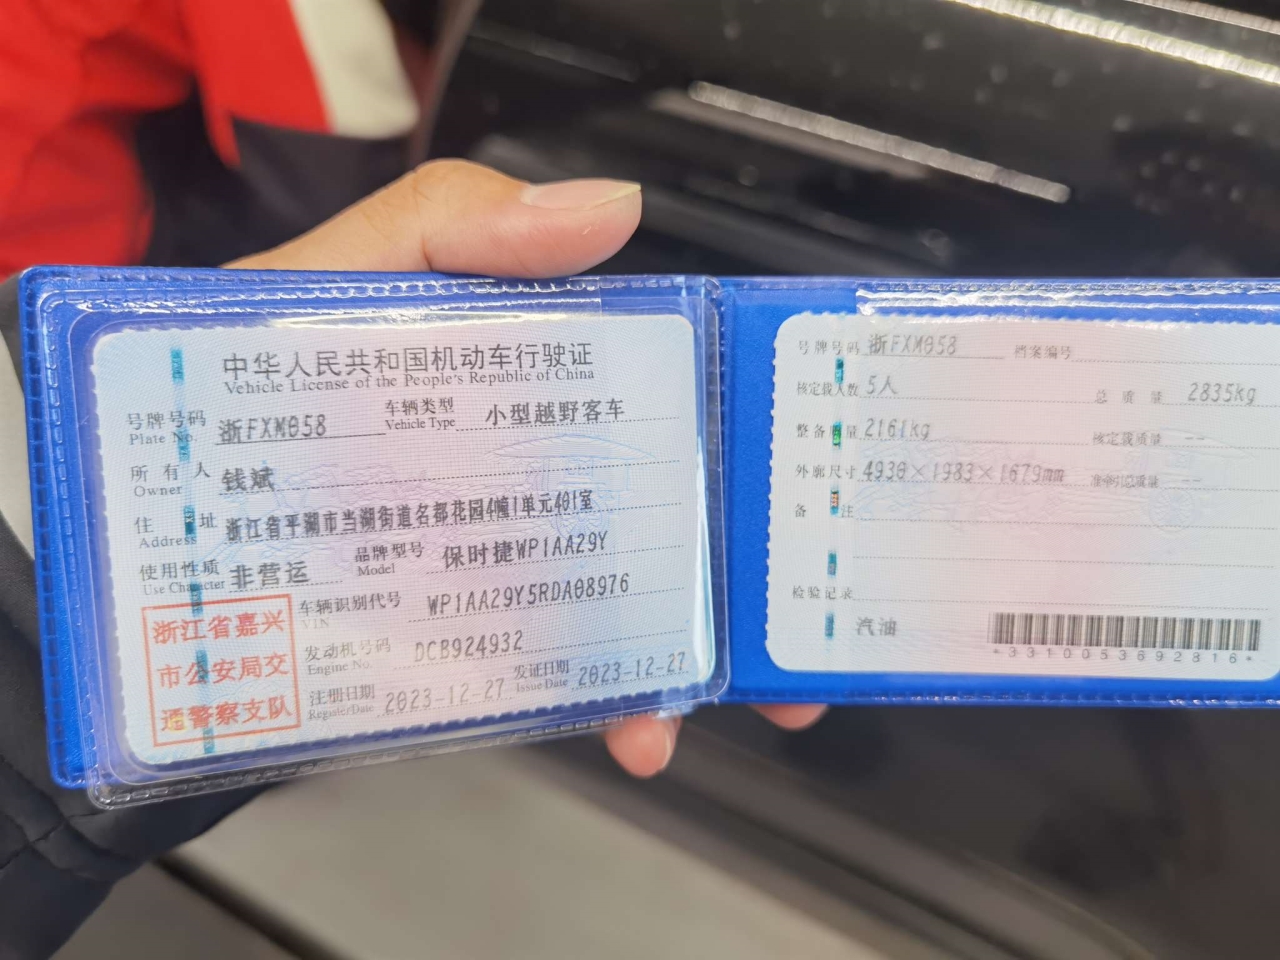 中华人民共和国机动车行驶证
Vehicle License of the People's Republic of China
号牌号码 浙FXM058 车辆类型 小型越野客车
Plate No. Vehicle Type
所有人 钱斌
Owner
住址 浙江省平湖市当湖街道名都花园4幢1单元401室
Address
使用性质 非营运 品牌型号 保时捷WP1AA29Y
Use Character Model
浙江省嘉兴
市公安局交
通警察支队
车辆识别代号 WP1AA29Y5RDA08976
VIN
发动机号码 DCB924932
Engine No.
注册日期 2023-12-27 发证日期 2023-12-27
Register Date Issue Date
号牌号码 浙FXM058 档案编号
核定载人数 5人 总质量 2835kg
整备质量 2161kg 核定载质量 --
外廓尺寸 4930×1983×1679mm 准牵引总质量 --
备注
检验记录
汽油
*3310053692816*